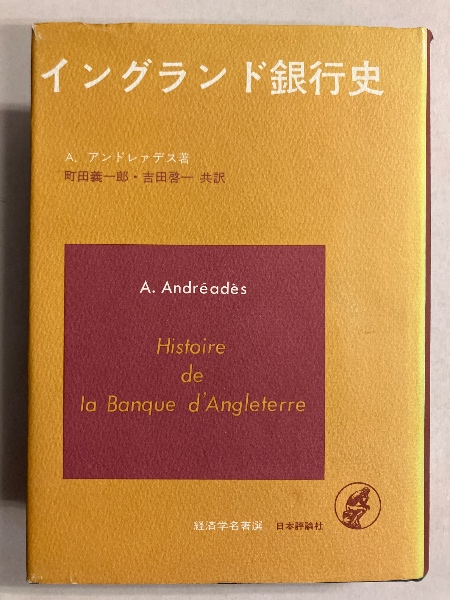 イングランド銀行史
A. アンドレァデス著
町田義一郎・吉田啓一 共訳
A. Andréadès
Histoire
de
la Banque d'Angleterre
経済学名著選 日本評論社